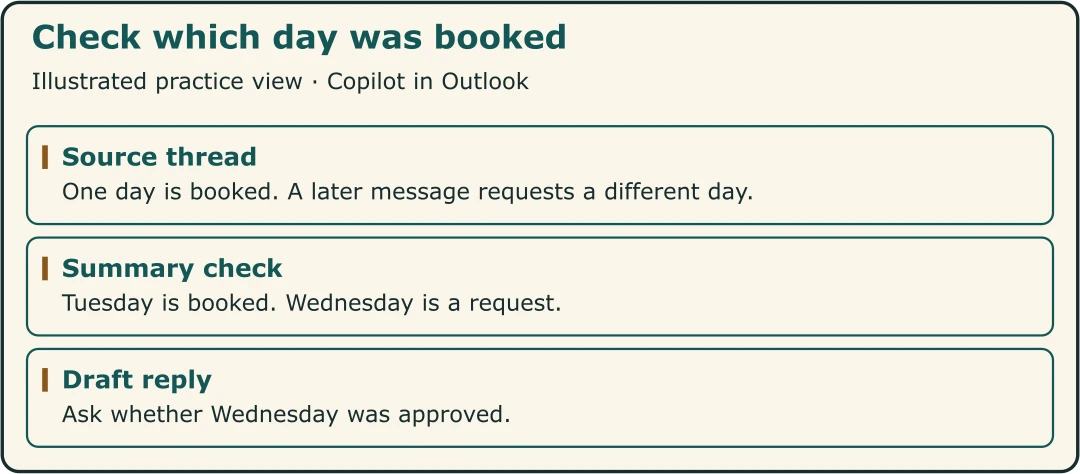 Check which day was booked
Illustrated practice view · Copilot in Outlook
Source thread
One day is booked. A later message requests a different day.
Summary check
Tuesday is booked. Wednesday is a request.
Draft reply
Ask whether Wednesday was approved.